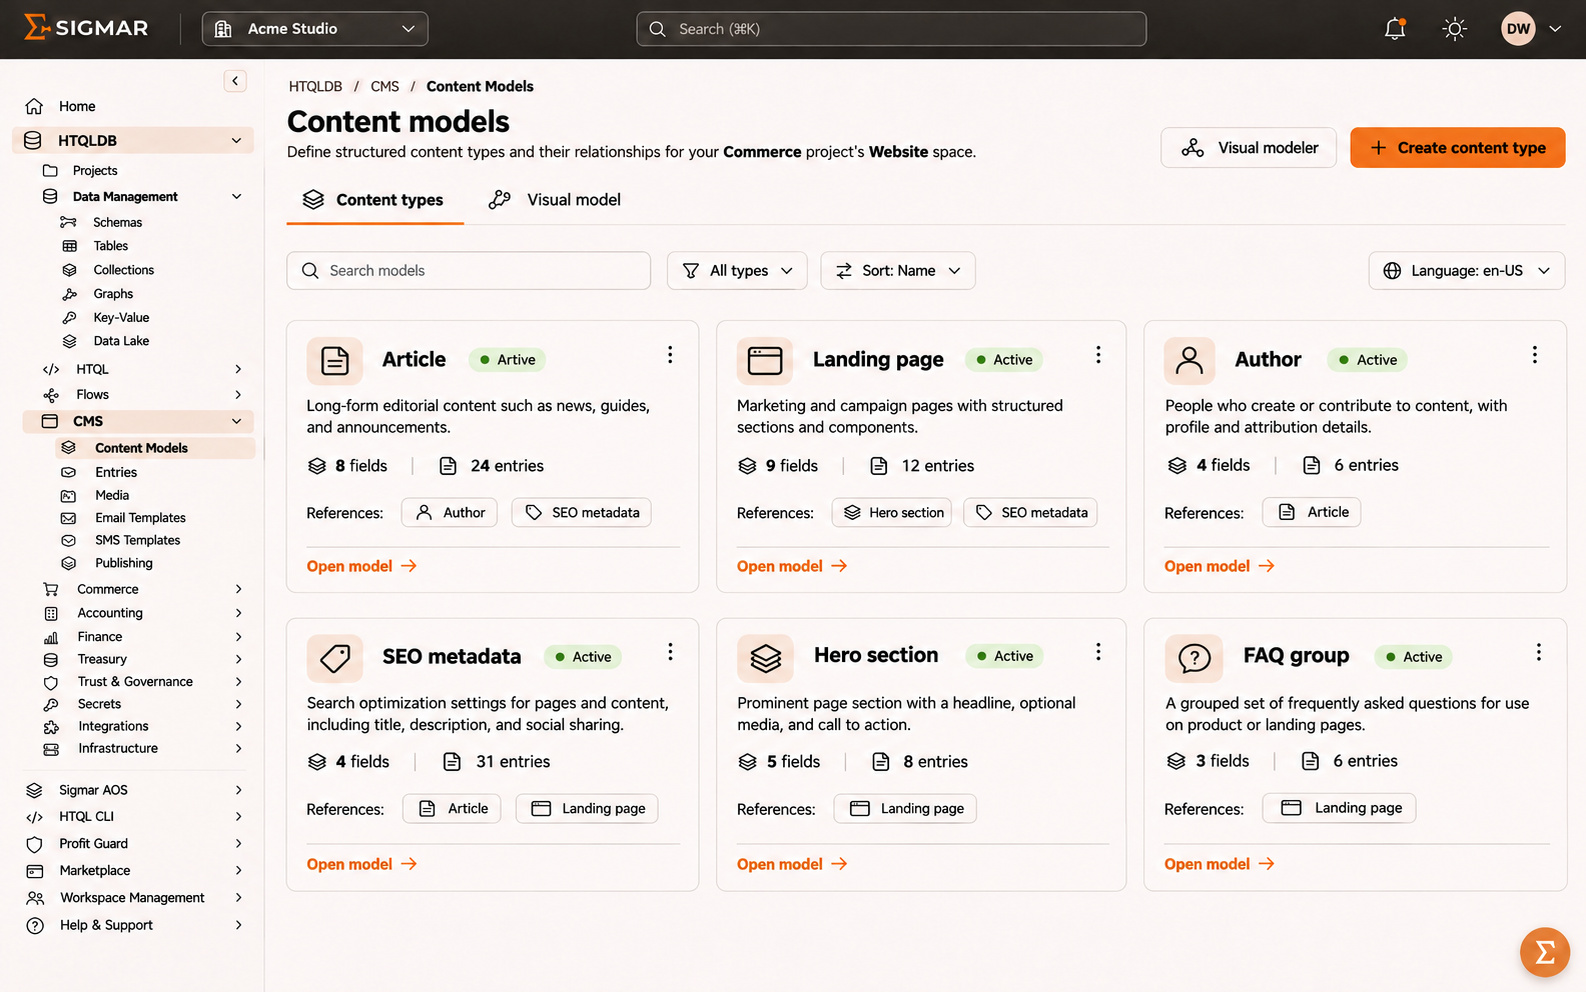 SIGMAR
Acme Studio
Search (⌘K)
DW
Home
HTQLDB
Projects
Data Management
Schemas
Tables
Collections
Graphs
Key-Value
Data Lake
HTQL
Flows
CMS
Content Models
Entries
Media
Email Templates
SMS Templates
Publishing
Commerce
Accounting
Finance
Treasury
Trust & Governance
Secrets
Integrations
Infrastructure
Sigmar AOS
HTQL CLI
Profit Guard
Marketplace
Workspace Management
Help & Support
HTQLDB / CMS / Content Models
Content models
Define structured content types and their relationships for your Commerce project's Website space.
Visual modeler
+ Create content type
Content types
Visual model
Search models
All types
Sort: Name
Language: en-US
Article
Artive
Long-form editorial content such as news, guides,
and announcements.
8 fields | 24 entries
References: Author SEO metadata
Open model →
Landing page
Active
Marketing and campaign pages with structured
sections and components.
9 fields | 12 entries
References: Hero section SEO metadata
Open model →
Author
Active
People who create or contribute to content, with
profile and attribution details.
4 fields | 6 entries
References: Article
Open model →
SEO metadata
Active
Search optimization settings for pages and content,
including title, description, and social sharing.
4 fields | 31 entries
References: Article Landing page
Open model →
Hero section
Active
Prominent page section with a headline, optional
media, and call to action.
5 fields | 8 entries
References: Landing page
Open model →
FAQ group
Active
A grouped set of frequently asked questions for use
on product or landing pages.
3 fields | 6 entries
References: Landing page
Open model →
Σ